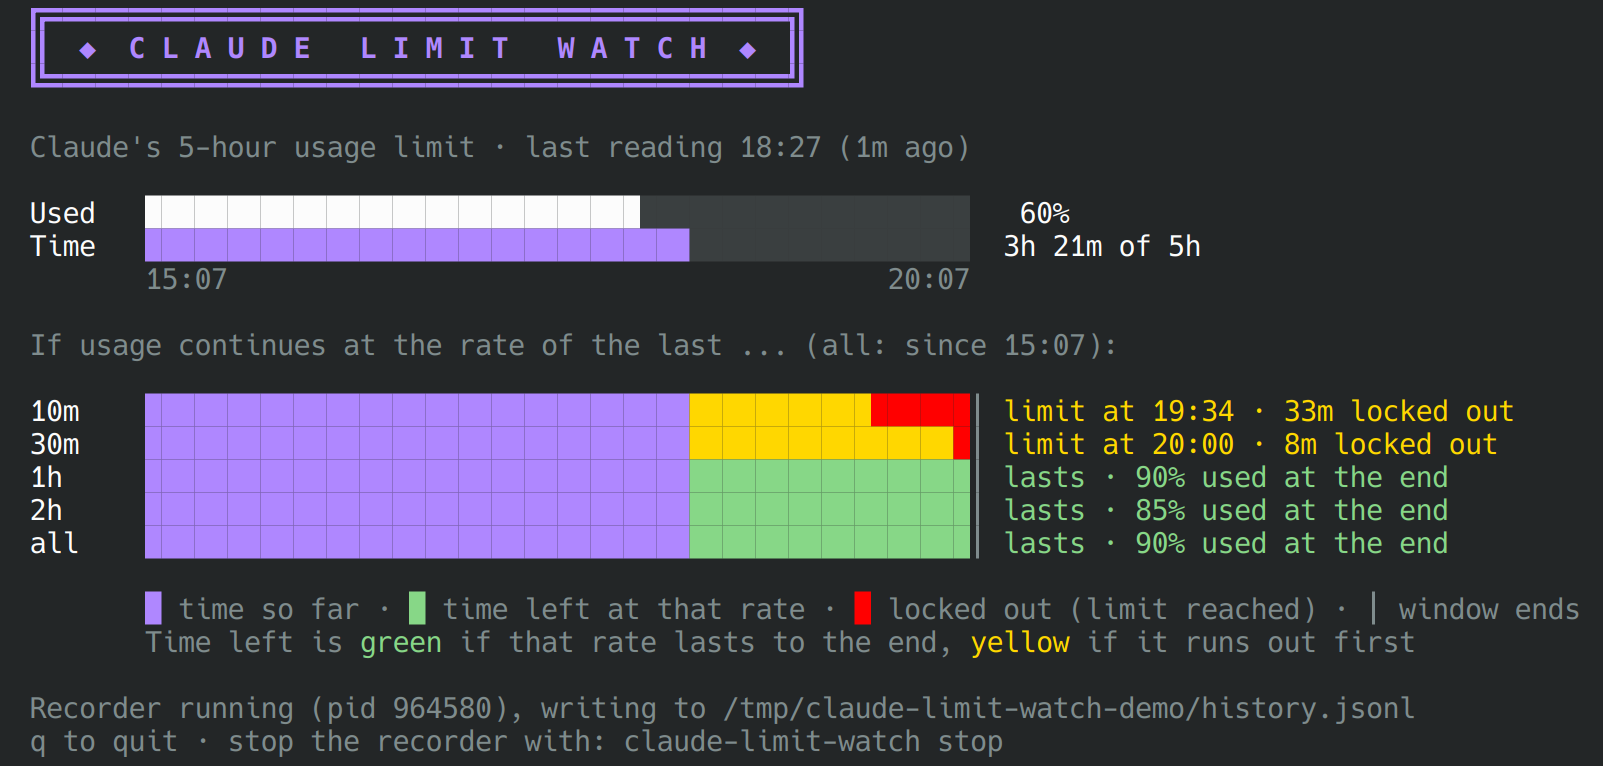 ◆ CLAUDE LIMIT WATCH ◆
Claude's 5-hour usage limit · last reading 18:27 (1m ago)
Used 60%
Time 3h 21m of 5h
15:07 20:07
If usage continues at the rate of the last ... (all: since 15:07):
10m limit at 19:34 · 33m locked out
30m limit at 20:00 · 8m locked out
1h lasts · 90% used at the end
2h lasts · 85% used at the end
all lasts · 90% used at the end
time so far · time left at that rate · locked out (limit reached) · | window ends
Time left is green if that rate lasts to the end, yellow if it runs out first
Recorder running (pid 964580), writing to /tmp/claude-limit-watch-demo/history.jsonl
q to quit · stop the recorder with: claude-limit-watch stop